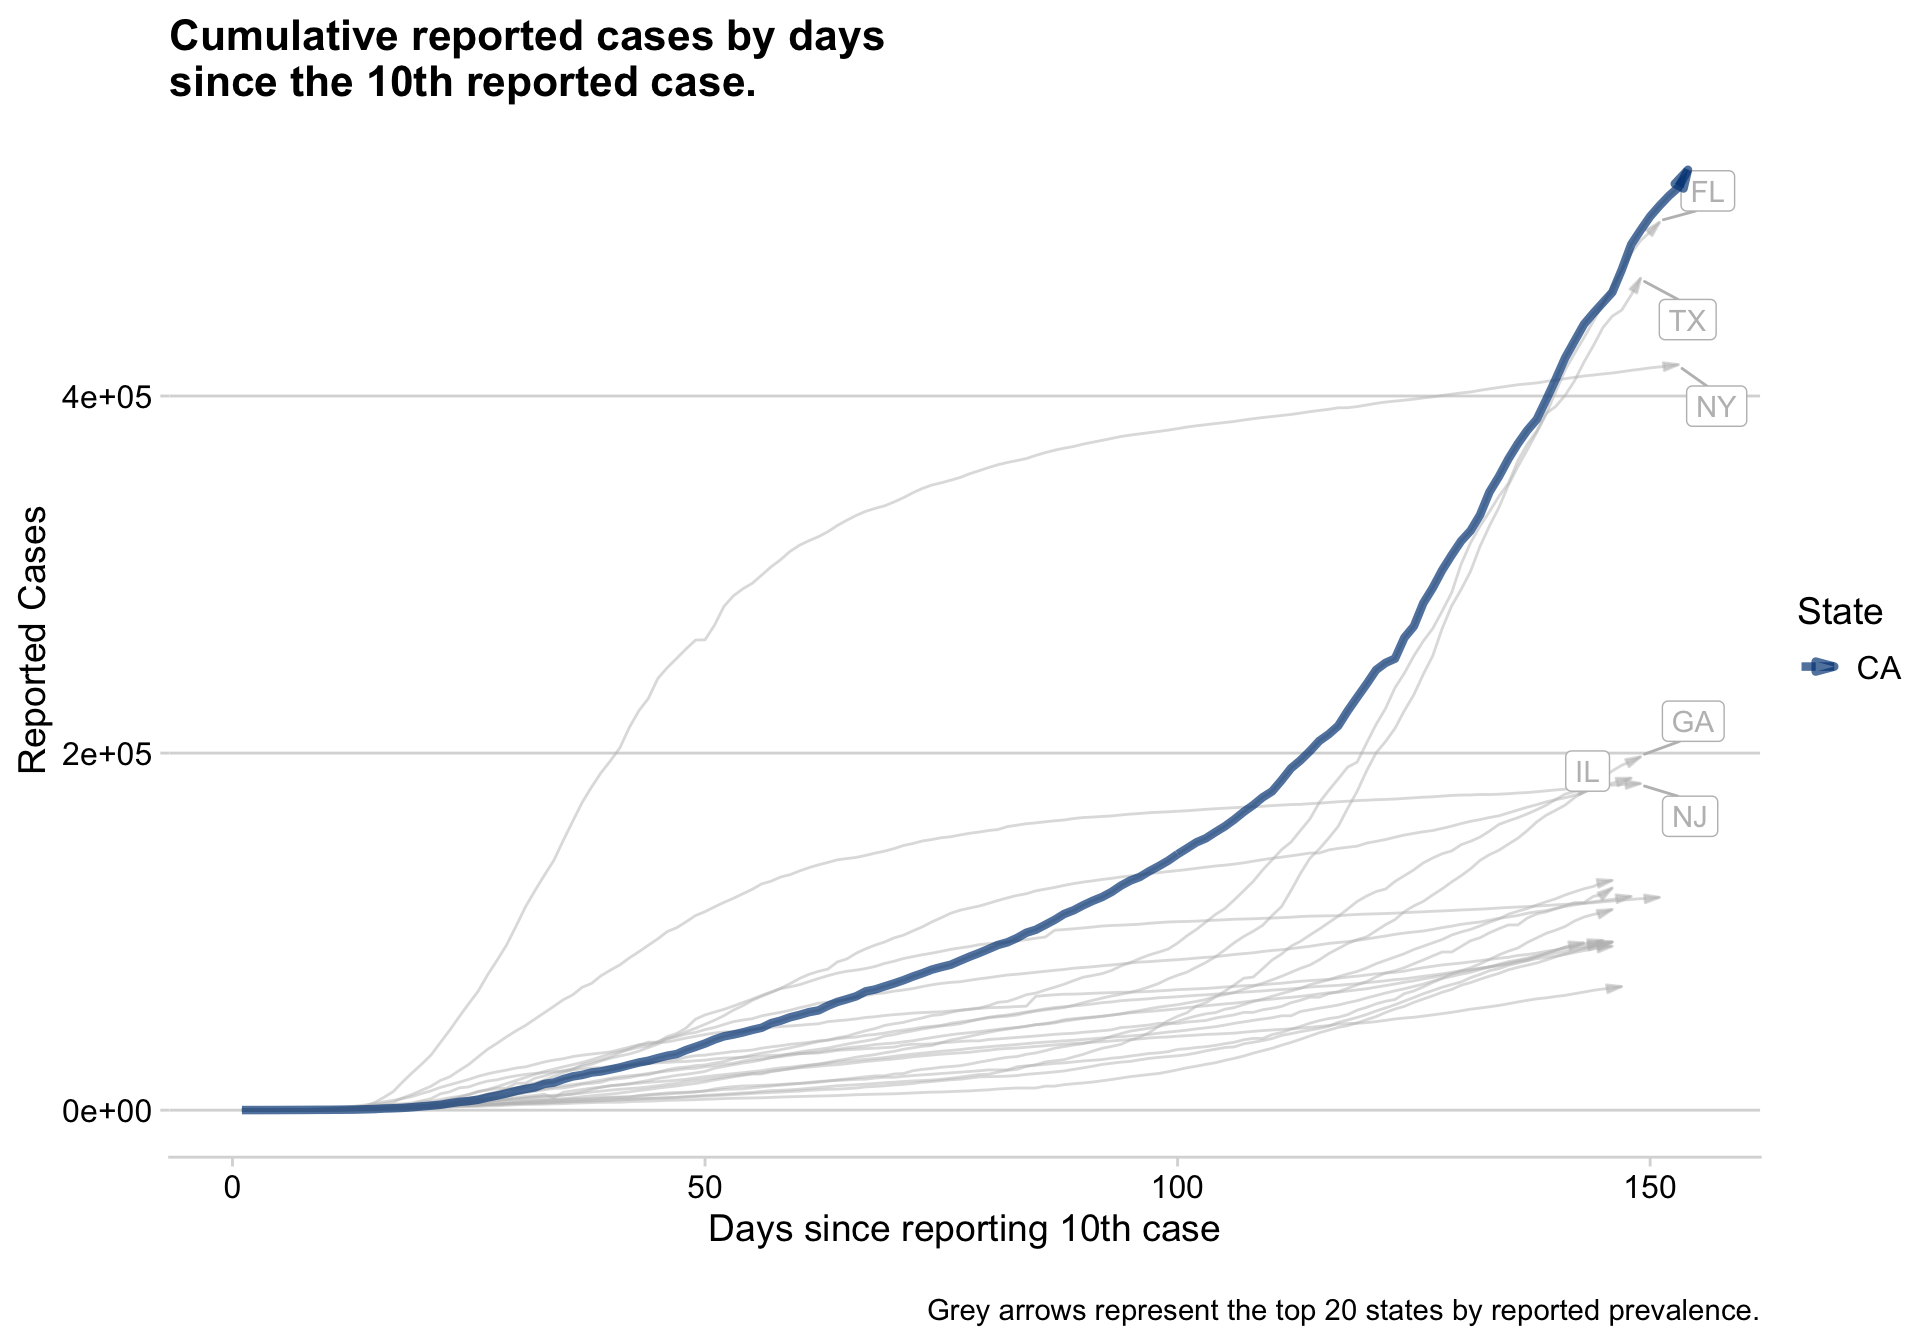 Cumulative reported cases by days
since the 10th reported case.
Reported Cases
4e+05
2e+05
0e+00
FL
TX
NY
GA
IL
NJ
State
CA
0 50 100 150
Days since reporting 10th case
Grey arrows represent the top 20 states by reported prevalence.